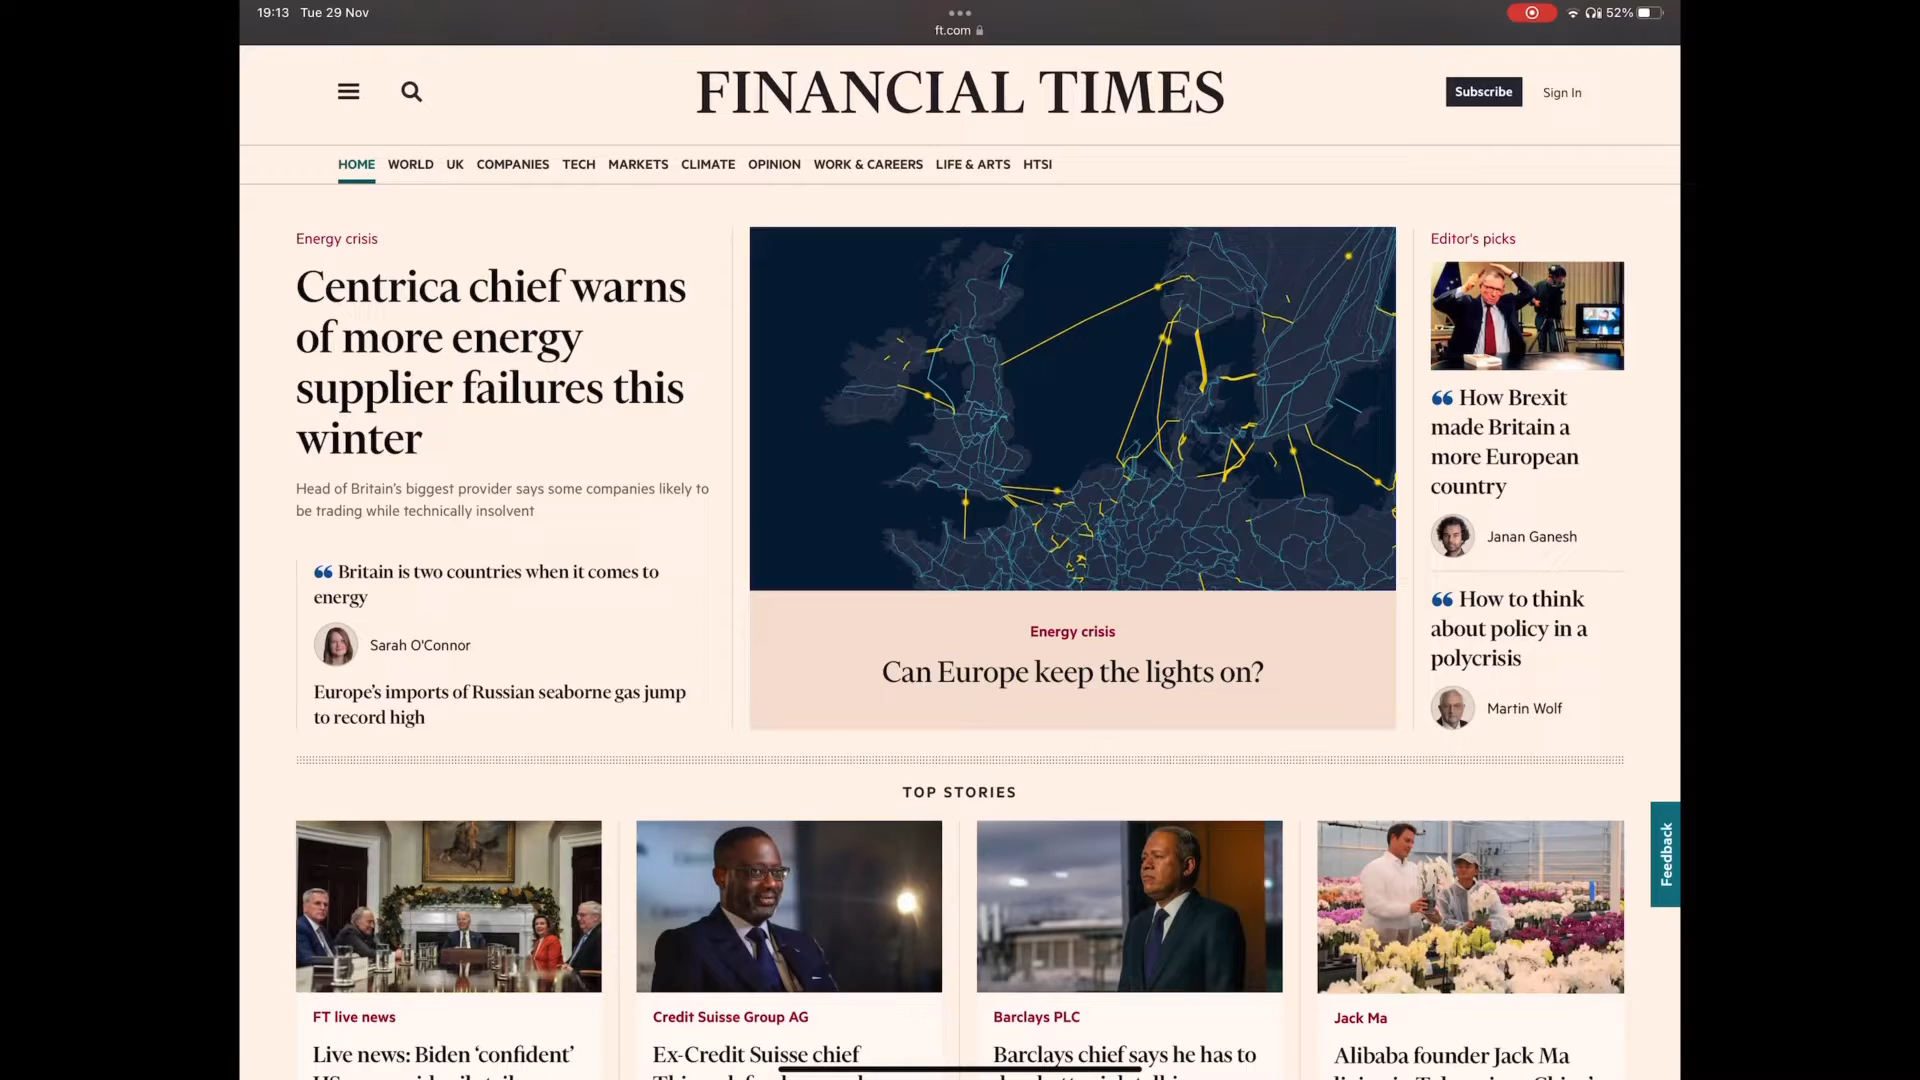 19:13 Tue 29 Nov
ft.com
52%
FINANCIAL TIMES
Subscribe
Sign In
HOME WORLD UK COMPANIES TECH MARKETS CLIMATE OPINION WORK & CAREERS LIFE & ARTS HTSI
Energy crisis
Centrica chief warns
of more energy
supplier failures this
winter
Head of Britain's biggest provider says some companies likely to
be trading while technically insolvent
“ Britain is two countries when it comes to
energy
Sarah O'Connor
Europe's imports of Russian seaborne gas jump
to record high
Energy crisis
Can Europe keep the lights on?
Editor's picks
“ How Brexit
made Britain a
more European
country
Janan Ganesh
“ How to think
about policy in a
polycrisis
Martin Wolf
TOP STORIES
Feedback
FT live news
Live news: Biden ‘confident’
Credit Suisse Group AG
Ex-Credit Suisse chief
Barclays PLC
Barclays chief says he has to
Jack Ma
Alibaba founder Jack Ma